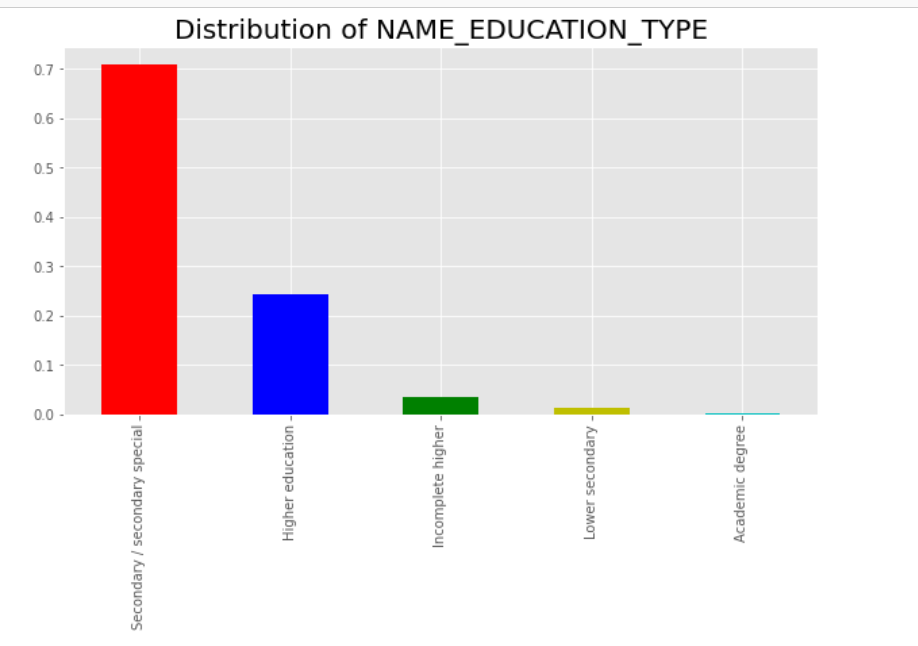 Distribution of NAME_EDUCATION_TYPE
0.7
0.6
0.5
0.4
0.3
0.2
0.1
0.0
Secondary / secondary special
Higher education
Incomplete higher
Lower secondary
Academic degree